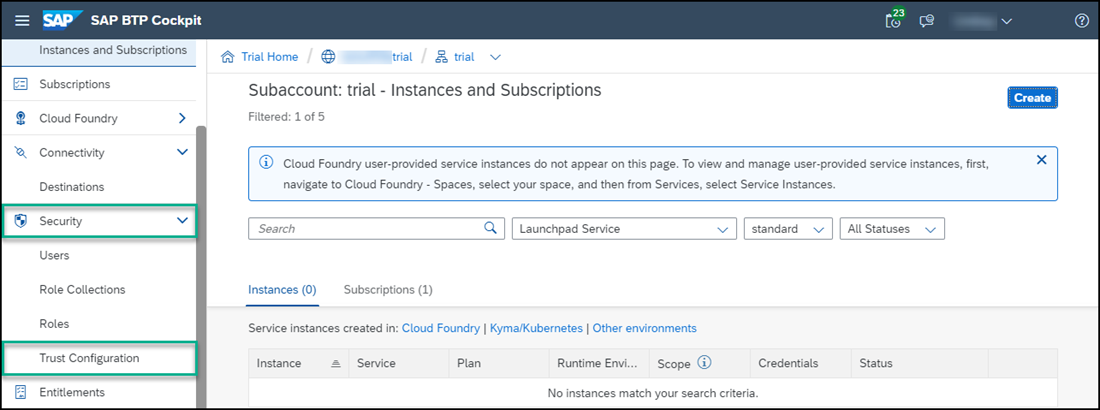 SAP SAP BTP Cockpit
23
Instances and Subscriptions
Subscriptions
Cloud Foundry
Connectivity
Destinations
Security
Users
Role Collections
Roles
Trust Configuration
Entitlements
Trial Home / trial / trial
Subaccount: trial - Instances and Subscriptions
Create
Filtered: 1 of 5
Cloud Foundry user-provided service instances do not appear on this page. To view and manage user-provided service instances, first,
navigate to Cloud Foundry - Spaces, select your space, and then from Services, select Service Instances.
Search
Launchpad Service
standard
All Statuses
Instances (0)
Subscriptions (1)
Service instances created in: Cloud Foundry | Kyma/Kubernetes | Other environments
Instance Service Plan Runtime Envi... Scope Credentials Status
No instances match your search criteria.